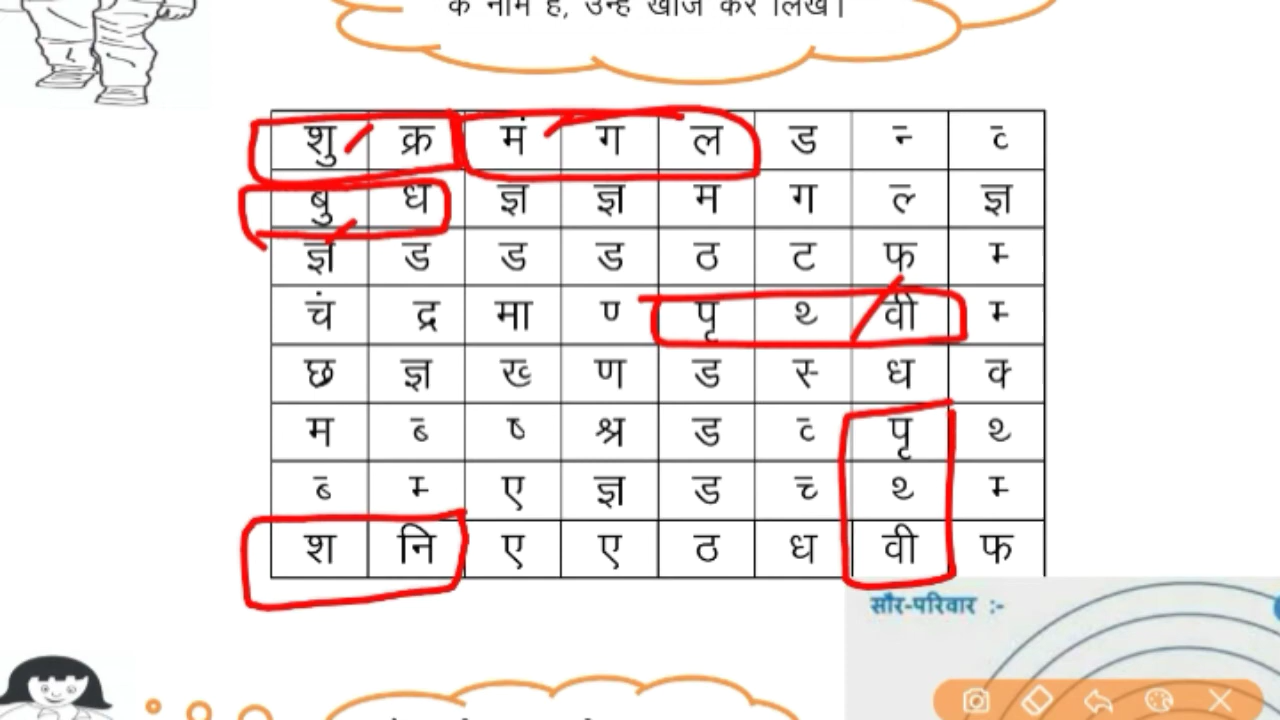 के नाम है, उन्हें खोज कर लिखें।
शु क्र मं ग ल ड न्‍ व्‍
बु ध ज्ञ ज्ञ म ग ल्‍ ज्ञ
ज्ञ ड ड ड ठ ट फ म्‍
चं द्र मा ण्‍ पृ थ्‍ वी म्‍
छ ज्ञ ख्‍ ण ड स्‍ ध क्‍
म ब्‍ ष्‍ श्र ड व्‍ पृ थ्‍
ब्‍ म्‍ ए ज्ञ ड च्‍ थ्‍ म्‍
श नि ए ए ठ ध वी फ
सौर-परिवार :-